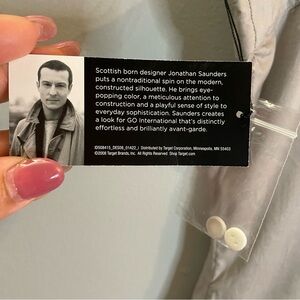 Scottish born designer Jonathan Saunders
puts a nontraditional spin on the modern,
constructed silhouette. He brings eye-
popping color, a meticulous attention to
construction and a playful sense of style to
everyday sophistication. Saunders creates
a look for GO International that's distinctly
effortless and brilliantly avant-garde.
Distributed by Target Corporation, Minneapolis, MN 55403
©2008 Target Brands, Inc. All Rights Reserved. Shop Target.com